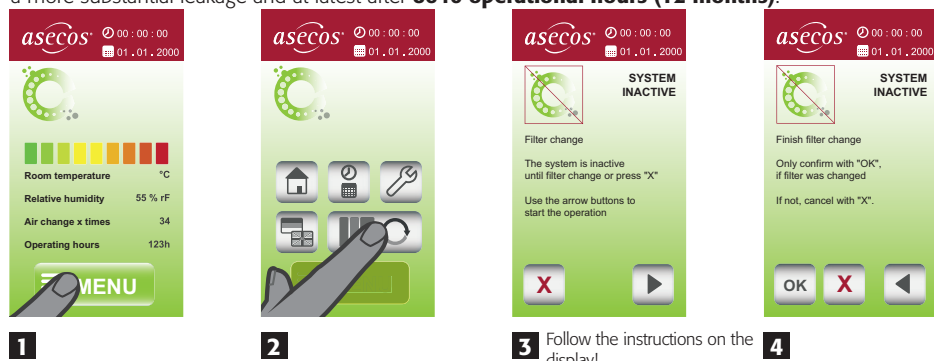 a more substantial leakage and at latest after 8640 operational hours (12 months).
asecos
00 : 00 : 00
01 . 01 . 2000
Room temperature °C
Relative humidity 55 % rF
Air change x times 34
Operating hours 123h
MENU
1
asecos
00 : 00 : 00
01 . 01 . 2000
2
asecos
00 : 00 : 00
01 . 01 . 2000
SYSTEM
INACTIVE
Filter change
The system is inactive
until filter change or press "X"
Use the arrow buttons to
start the operation
X
3 Follow the instructions on the
display!
asecos
00 : 00 : 00
01 . 01 . 2000
SYSTEM
INACTIVE
Finish filter change
Only confirm with "OK",
if filter was changed
If not, cancel with "X".
OK X
4